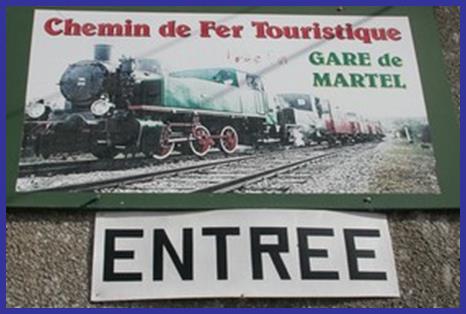 Chemin de Fer Touristique
GARE de
MARTEL
ENTREE